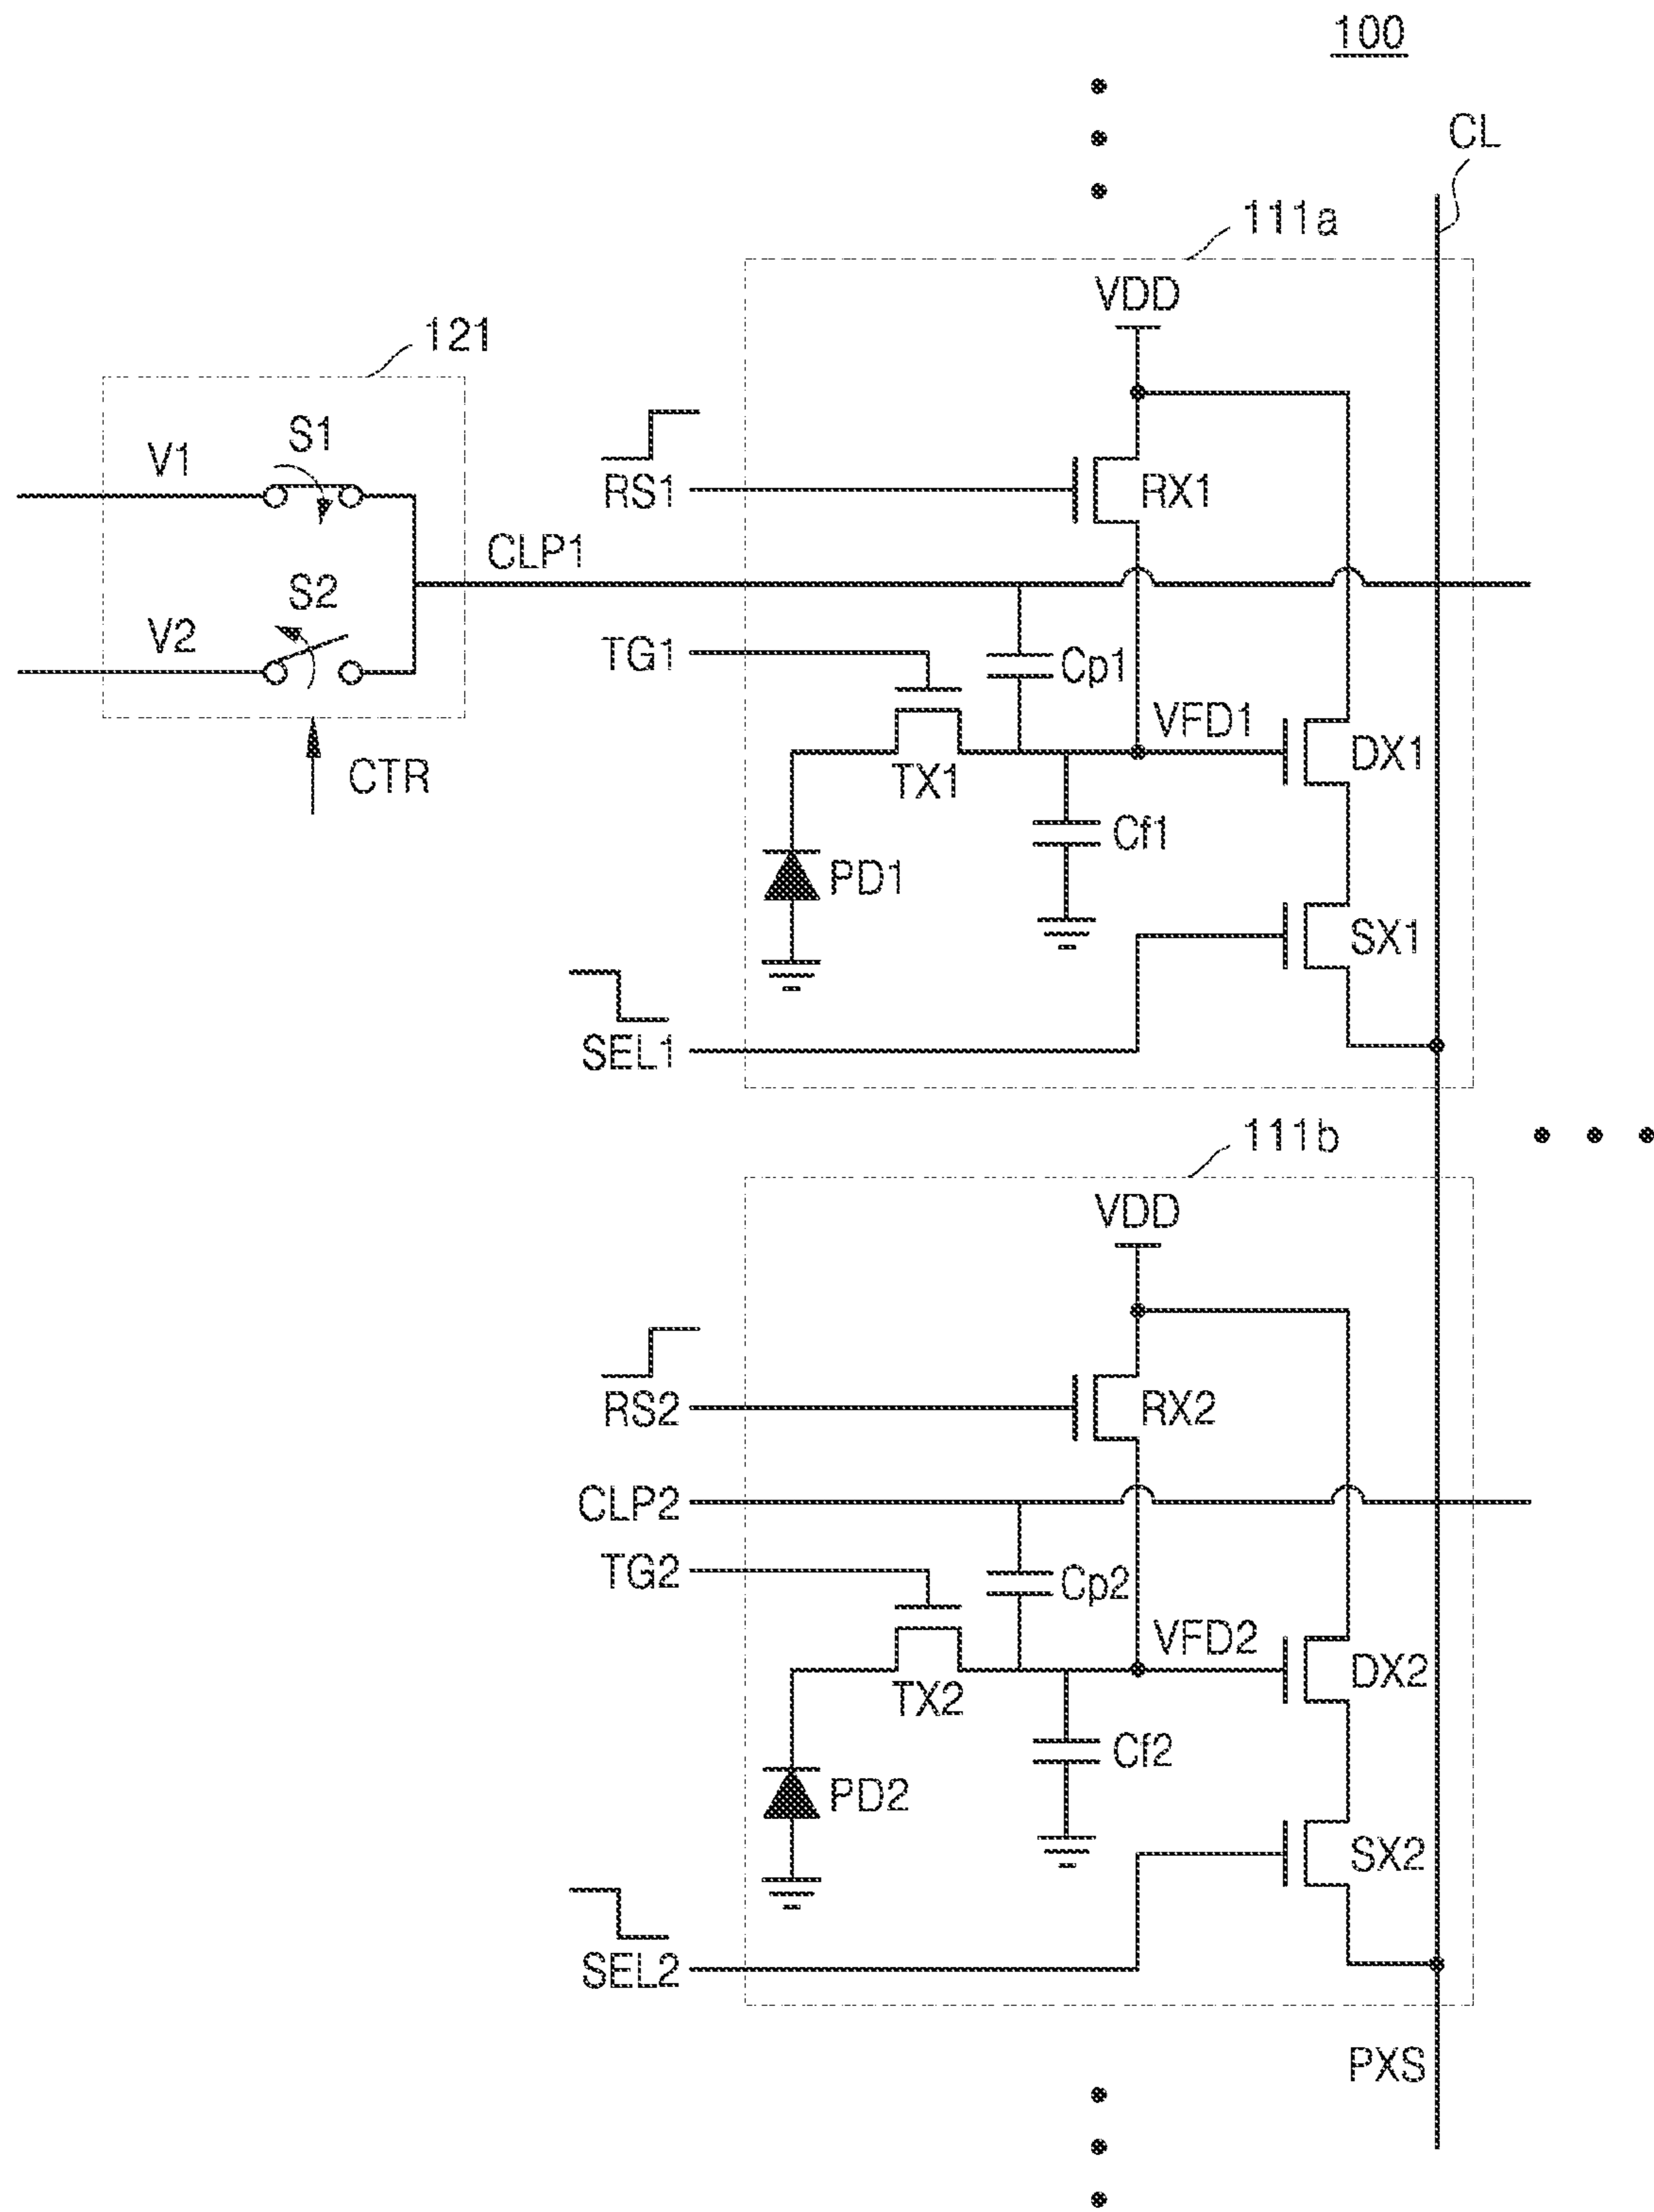 100
CL
111a
VDD
121
S1
V1
RS1
RX1
CLP1
S2
V2
TG1
Cp1
VFD1
DX1
TX1
CTR
Cf1
PD1
SX1
SEL1
111b
VDD
RS2
RX2
CLP2
TG2
Cp2
VFD2
DX2
TX2
Cf2
PD2
SX2
SEL2
PXS